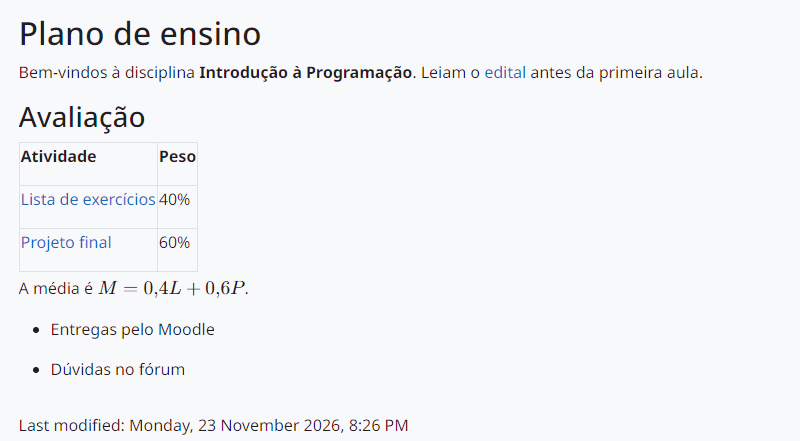 Plano de ensino
Bem-vindos à disciplina Introdução à Programação. Leiam o edital antes da primeira aula.
Avaliação
Atividade Peso
Lista de exercícios 40%
Projeto final 60%
A média é M = 0,4L + 0,6P.
• Entregas pelo Moodle
• Dúvidas no fórum
Last modified: Monday, 23 November 2026, 8:26 PM